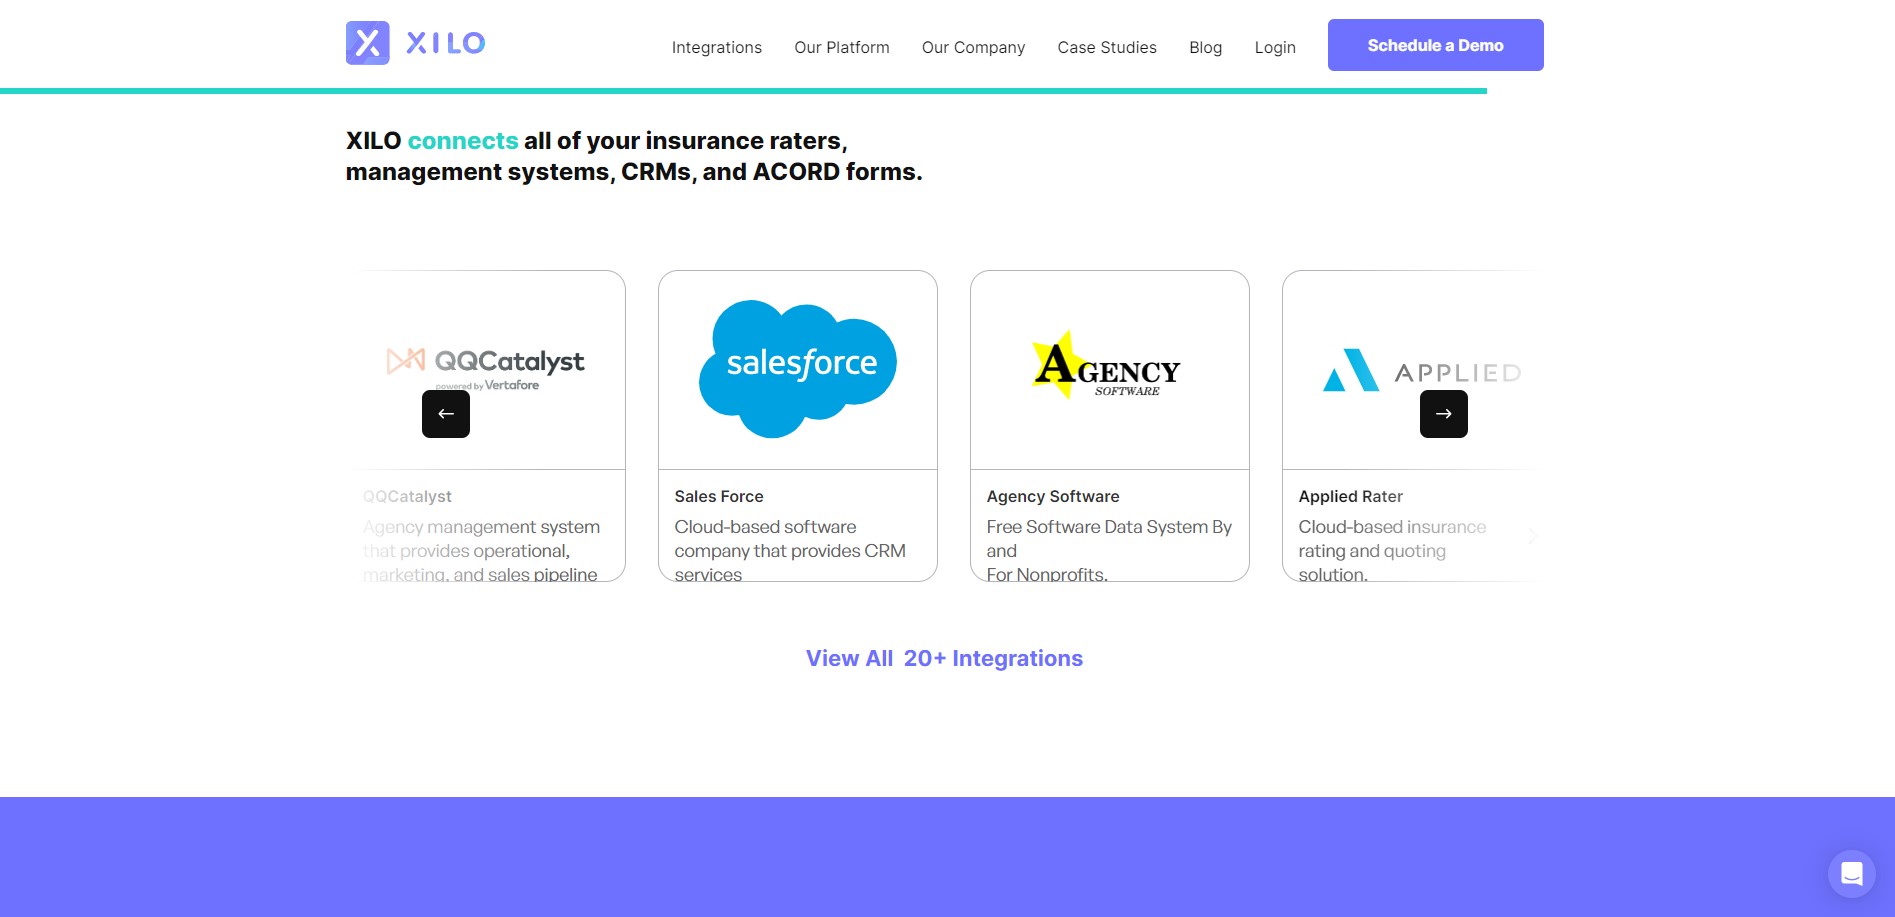 XILO
Integrations
Our Platform
Our Company
Case Studies
Blog
Login
Schedule a Demo
XILO connects all of your insurance raters,
management systems, CRMs, and ACORD forms.
QQCatalyst
powered by Vertafore
QQCatalyst
Agency management system
that provides operational,
marketing, and sales pipeline
salesforce
Sales Force
Cloud-based software
company that provides CRM
services
AGENCY
SOFTWARE
Agency Software
Free Software Data System By
and
For Nonprofits.
APPLIED
Applied Rater
Cloud-based insurance
rating and quoting
solution.
View All 20+ Integrations